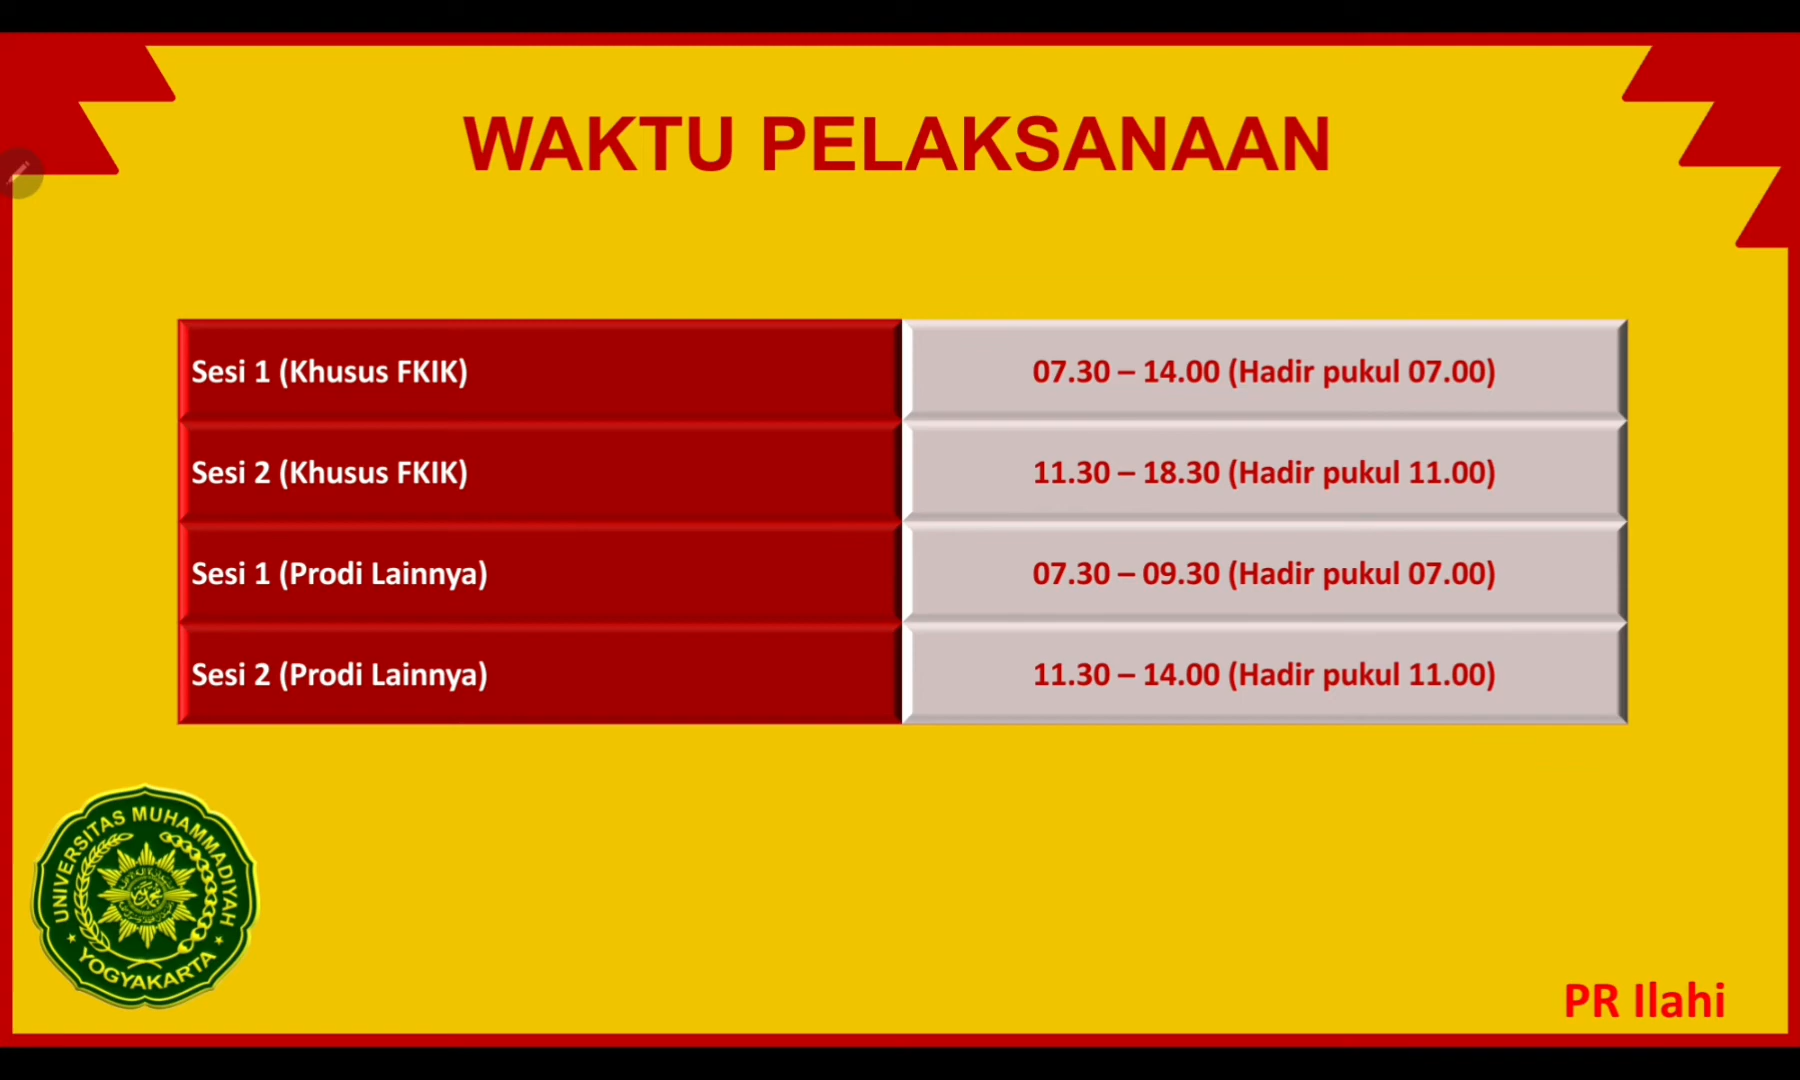 WAKTU PELAKSANAAN
Sesi 1 (Khusus FKIK) 07.30 – 14.00 (Hadir pukul 07.00)
Sesi 2 (Khusus FKIK) 11.30 – 18.30 (Hadir pukul 11.00)
Sesi 1 (Prodi Lainnya) 07.30 – 09.30 (Hadir pukul 07.00)
Sesi 2 (Prodi Lainnya) 11.30 – 14.00 (Hadir pukul 11.00)
UNIVERSITAS MUHAMMADIYAH
YOGYAKARTA
PR Ilahi